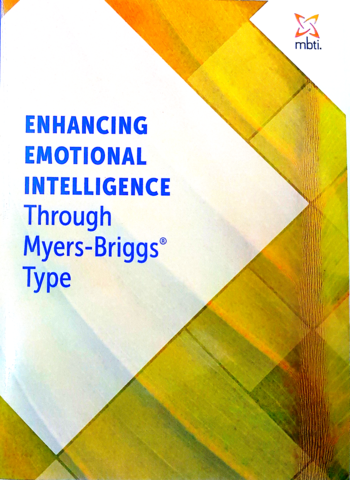 mbti.
ENHANCING
EMOTIONAL
INTELLIGENCE
Through
Myers-Briggs®
Type